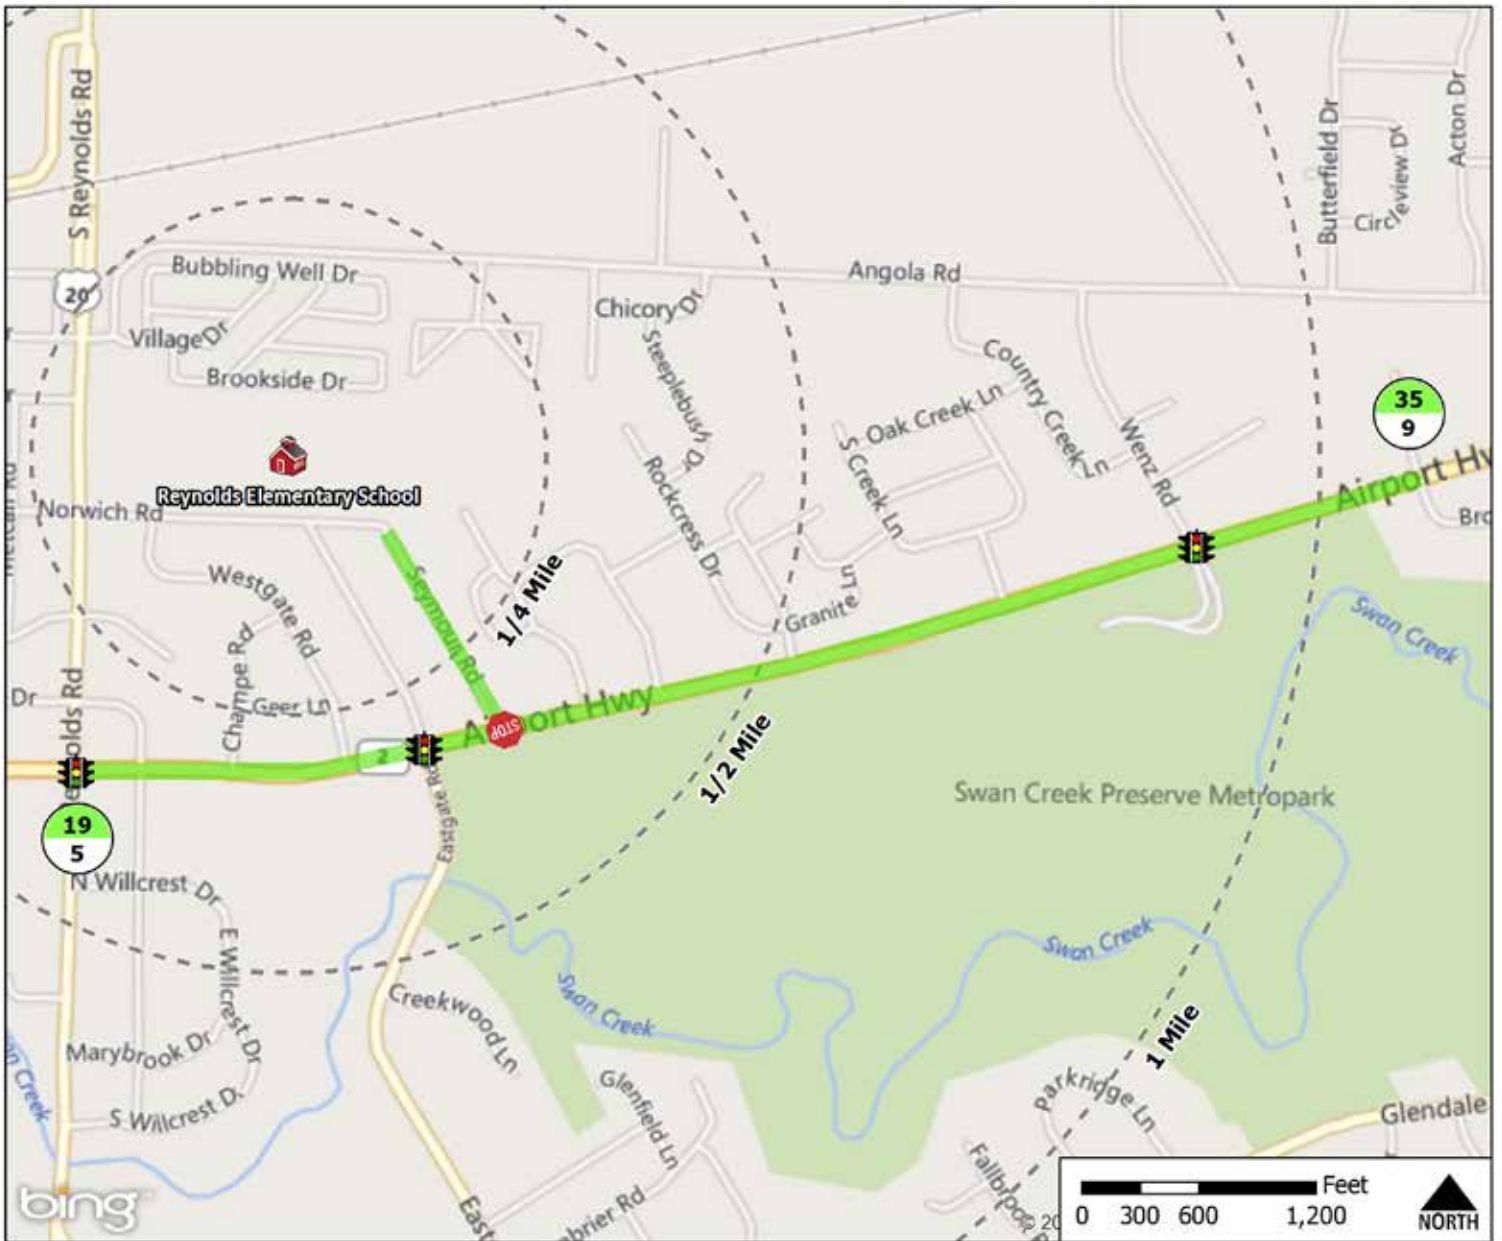 S Reynolds Rd
20
Bubbling Well Dr
Village Dr
Brookside Dr
Chicory Dr
Steeplebush Dr
Angola Rd
Butterfield Dr
Circleview Dr
Acton Dr
Country Creek Ln
Oak Creek Ln
S Creek Ln
Wenz Rd
35
9
Airport Hw
Bro
Reynolds Elementary School
Norwich Rd
Rockcress Dr
Granite Ln
Seymour Rd
1/4 Mile
Westgate Rd
Champe Rd
Geer Ln
Dr
Airport Hwy
STOP
2
Eastgate Rd
1/2 Mile
Swan Creek
Swan Creek Preserve Metropark
19
5
N Willcrest Dr
E Willcrest Dr
Marybrook Dr
S Willcrest D
Creekwood Ln
Swan Creek
Swan Creek
1 Mile
Glenfield Ln
Parkridge Ln
Glendale
East
bing
Feet
0 300 600 1,200
NORTH